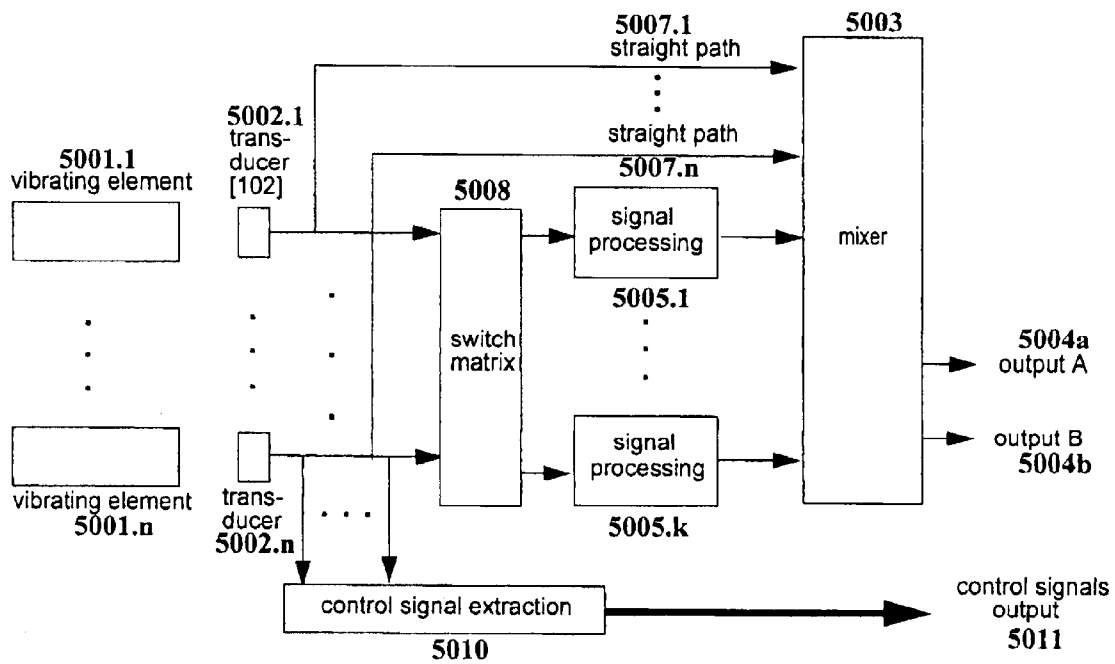 5007.1
straight path
5003
5002.1
trans-
ducer
[102]
straight path
5007.n
5001.1
vibrating element
5008
signal
processing
5005.1
mixer
switch
matrix
5004a
output A
output B
5004b
signal
processing
5005.k
vibrating element
5001.n
trans-
ducer
5002.n
control signal extraction
5010
control signals
output
5011